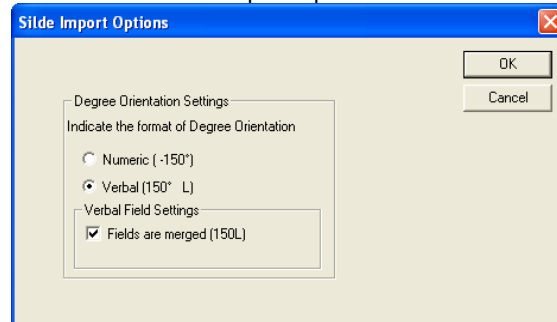 Silde Import Options
OK
Cancel
Degree Orientation Settings
Indicate the format of Degree Orientation
Numeric ( -150°)
Verbal (150° L)
Verbal Field Settings
Fields are merged (150L)